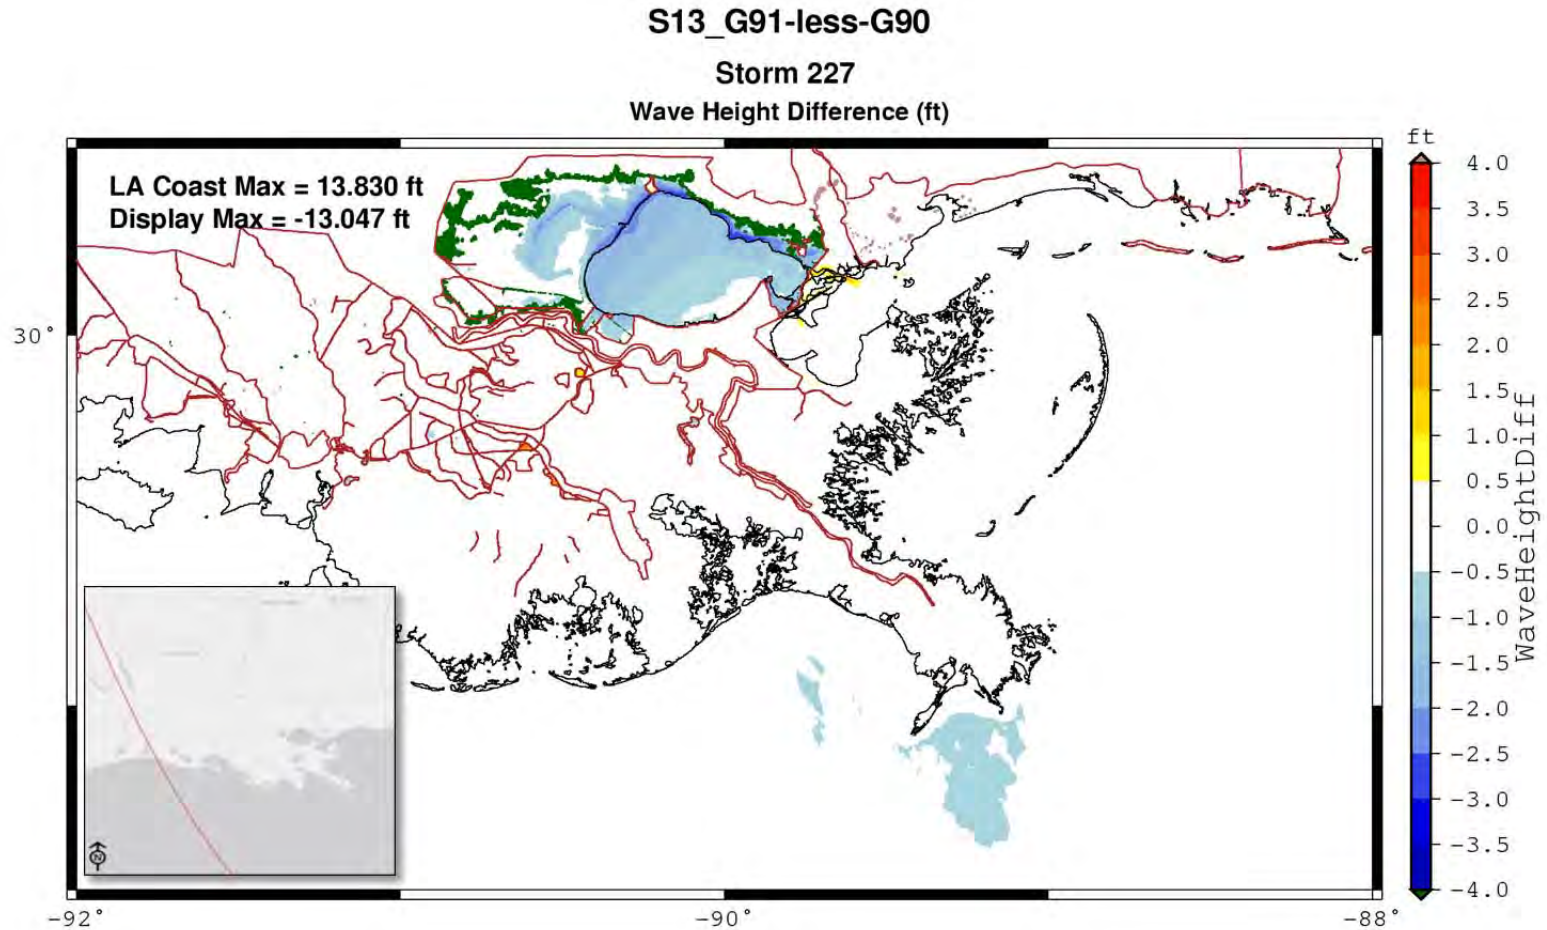 S13_G91-less-G90
Storm 227
Wave Height Difference (ft)
LA Coast Max = 13.830 ft
Display Max = -13.047 ft
30°
-92°
-90°
-88°
ft
4.0
3.5
3.0
2.5
2.0
1.5
1.0
0.5
0.0
-0.5
-1.0
-1.5
-2.0
-2.5
-3.0
-3.5
-4.0
WaveHeightDiff
N